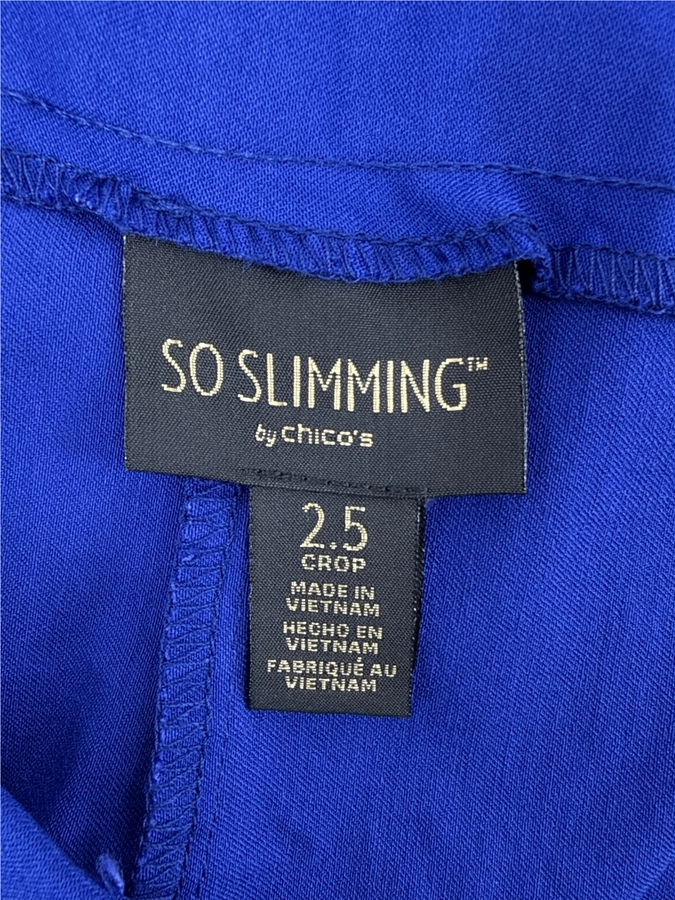 SO SLIMMING™
by chico's
2.5
CROP
MADE IN
VIETNAM
HECHO EN
VIETNAM
FABRIQUÉ AU
VIETNAM